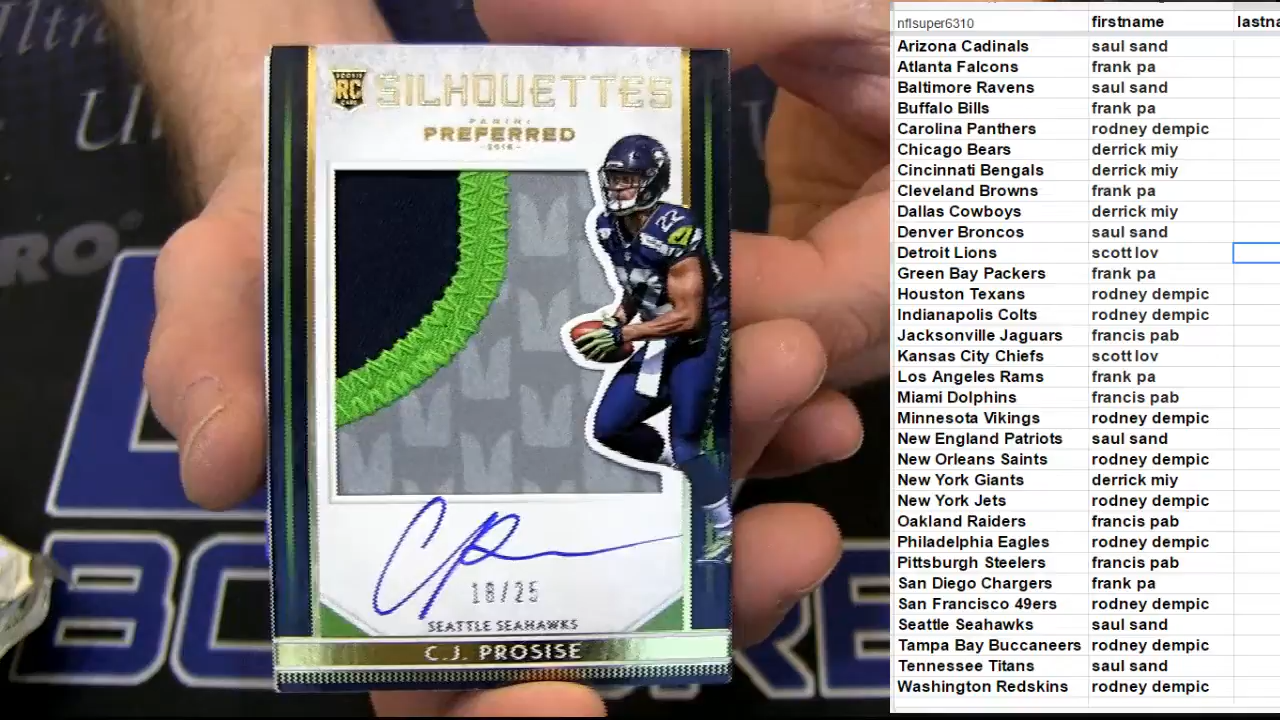 Ultra
U
RO
BO
RE
RC
SILHOUETTES
PANINI
PREFERRED
-2016-
22
18/25
SEATTLE SEAHAWKS
C.J. PROSISE
nflsuper6310 firstname lastna
Arizona Cadinals saul sand
Atlanta Falcons frank pa
Baltimore Ravens saul sand
Buffalo Bills frank pa
Carolina Panthers rodney dempic
Chicago Bears derrick miy
Cincinnati Bengals derrick miy
Cleveland Browns frank pa
Dallas Cowboys derrick miy
Denver Broncos saul sand
Detroit Lions scott lov
Green Bay Packers frank pa
Houston Texans rodney dempic
Indianapolis Colts rodney dempic
Jacksonville Jaguars francis pab
Kansas City Chiefs scott lov
Los Angeles Rams frank pa
Miami Dolphins francis pab
Minnesota Vikings rodney dempic
New England Patriots saul sand
New Orleans Saints rodney dempic
New York Giants derrick miy
New York Jets rodney dempic
Oakland Raiders francis pab
Philadelphia Eagles rodney dempic
Pittsburgh Steelers francis pab
San Diego Chargers frank pa
San Francisco 49ers rodney dempic
Seattle Seahawks saul sand
Tampa Bay Buccaneers rodney dempic
Tennessee Titans saul sand
Washington Redskins rodney dempic